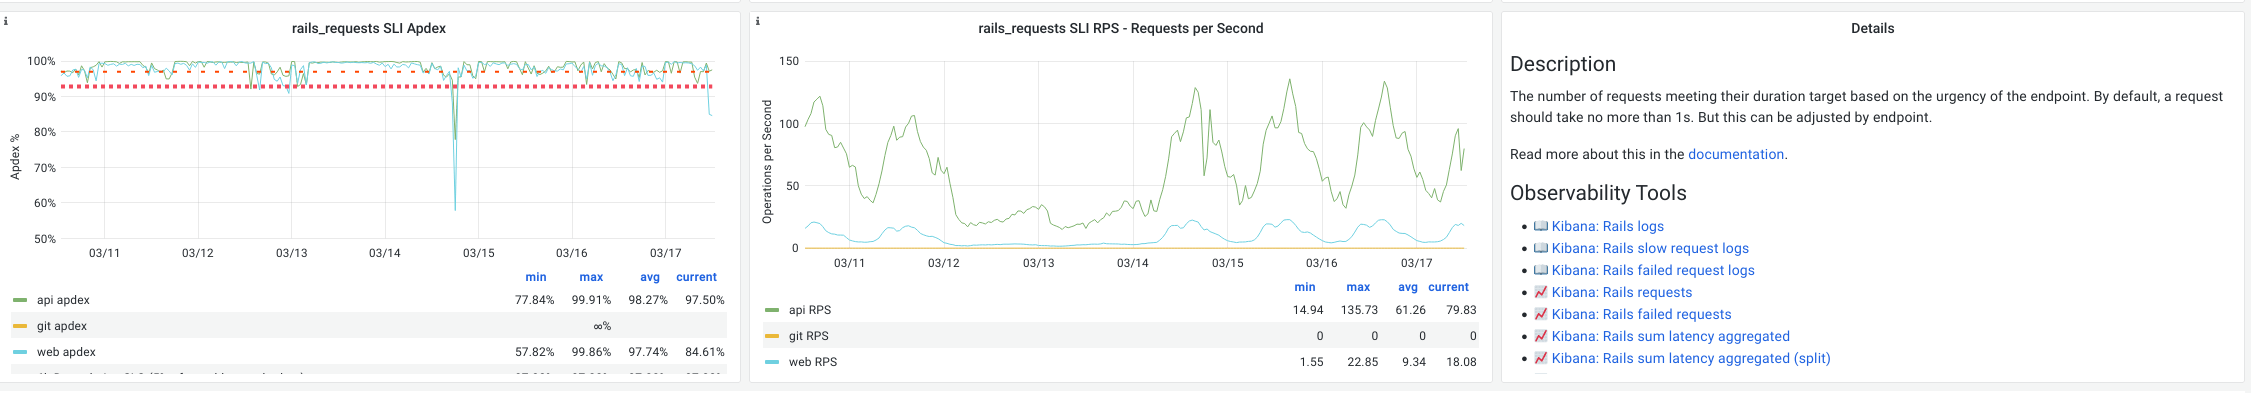 rails_requests SLI Apdex
Apdex %
100%
90%
80%
70%
60%
50%
03/11 03/12 03/13 03/14 03/15 03/16 03/17
min max avg current
api apdex 77.84% 99.91% 98.27% 97.50%
git apdex ∞%
web apdex 57.82% 99.86% 97.74% 84.61%
rails_requests SLI RPS - Requests per Second
Operations per Second
150
100
50
0
03/11 03/12 03/13 03/14 03/15 03/16 03/17
min max avg current
api RPS 14.94 135.73 61.26 79.83
git RPS 0 0 0 0
web RPS 1.55 22.85 9.34 18.08
Details
Description
The number of requests meeting their duration target based on the urgency of the endpoint. By default, a request
should take no more than 1s. But this can be adjusted by endpoint.
Read more about this in the documentation.
Observability Tools
Kibana: Rails logs
Kibana: Rails slow request logs
Kibana: Rails failed request logs
Kibana: Rails requests
Kibana: Rails failed requests
Kibana: Rails sum latency aggregated
Kibana: Rails sum latency aggregated (split)